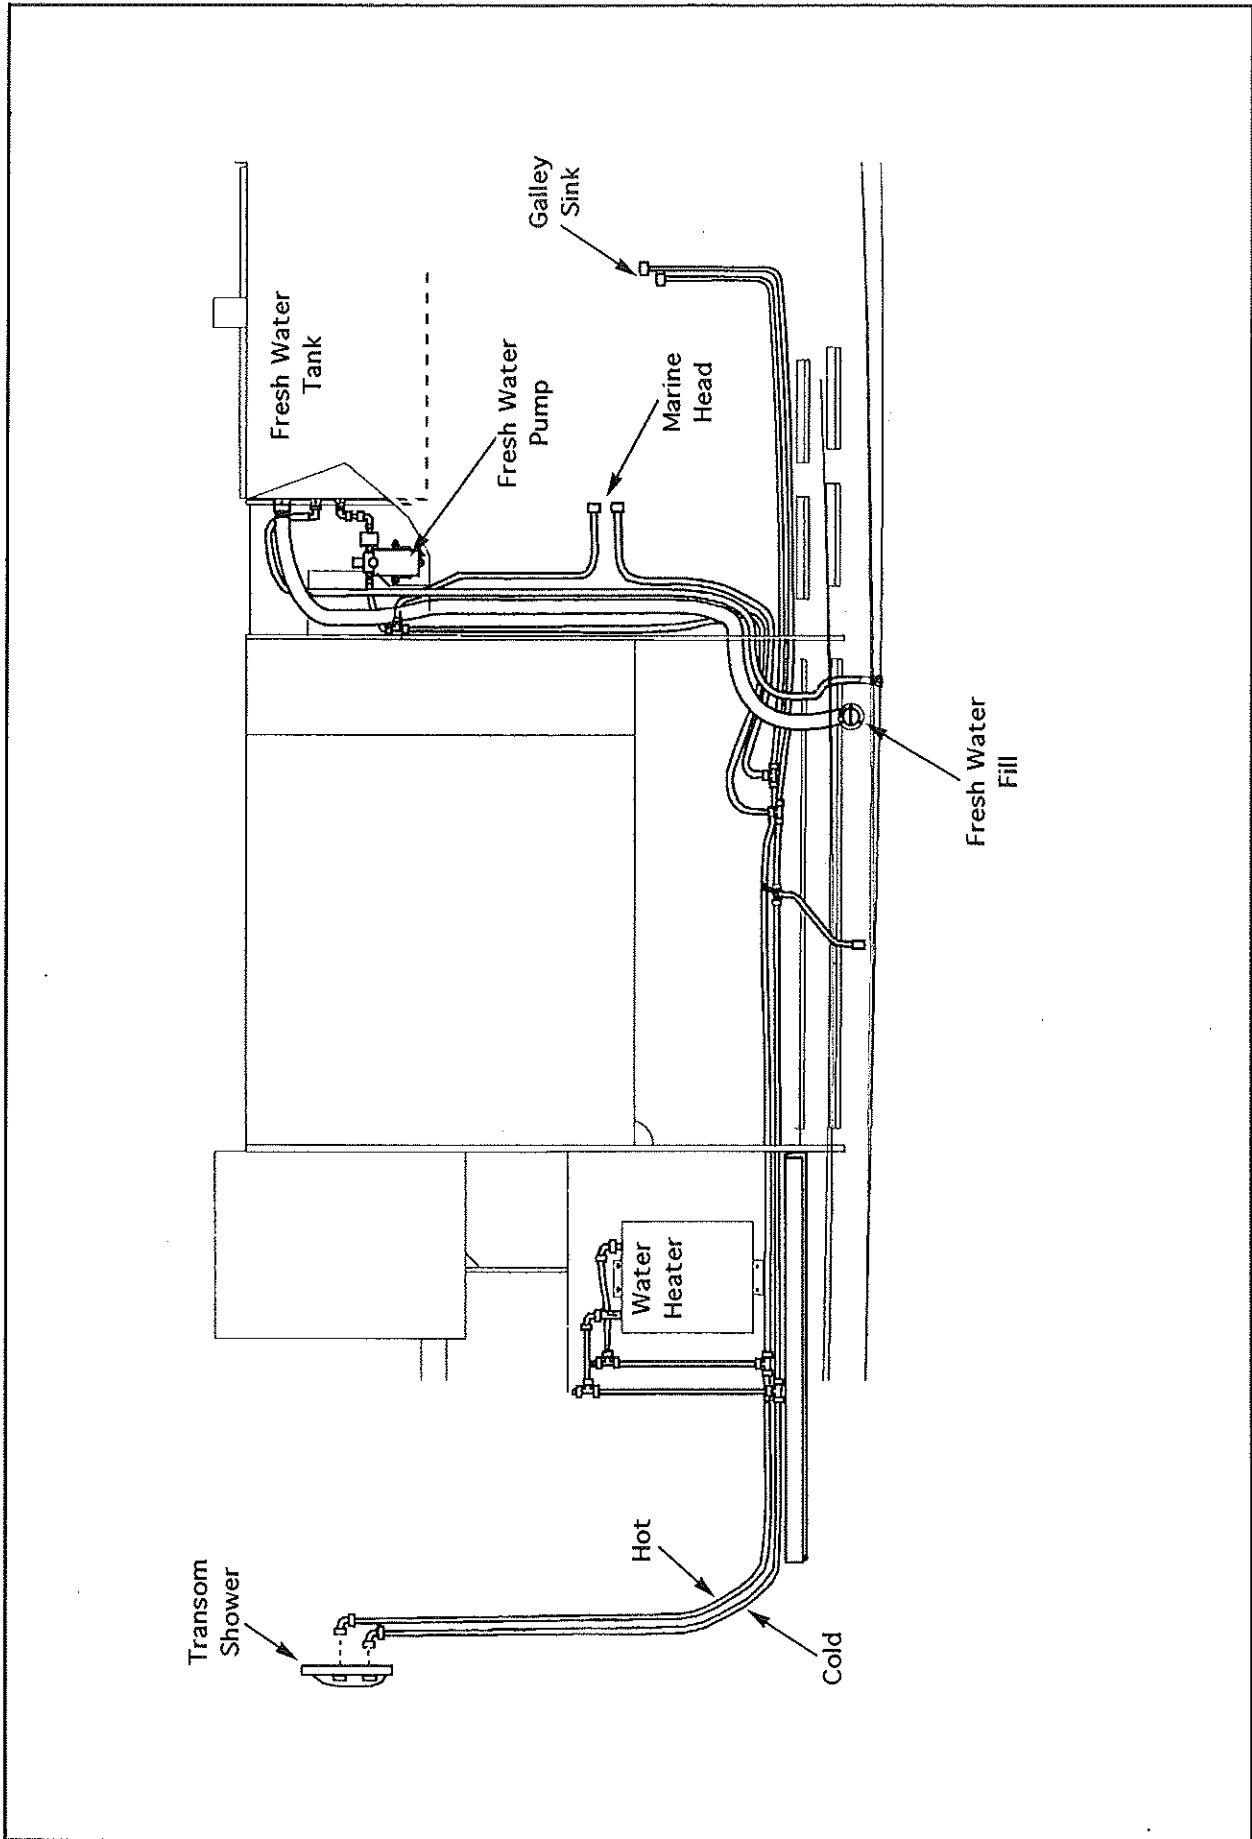 Transom
Shower
Hot
Cold
Water
Heater
Fresh Water
Fill
Fresh Water
Tank
Fresh Water
Pump
Marine
Head
Galley
Sink